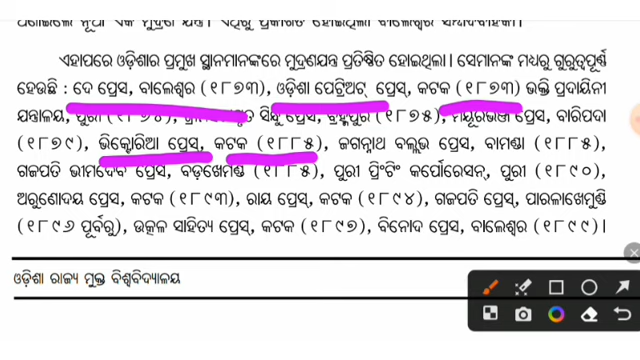 ଏହାପରେ ଓଡ଼ିଶାର ପ୍ରମୁଖ ସ୍ଥାନମାନଙ୍କରେ ମୁଦ୍ରଣଯନ୍ତ୍ର ପ୍ରତିଷ୍ଠିତ ହୋଇଥିଲା। ସେମାନଙ୍କ ମଧ୍ୟରୁ ଗୁରୁତ୍ୱପୂର୍ଣ୍ଣ
ହେଉଛି : ଦେ ପ୍ରେସ, ବାଲେଶ୍ୱର (୧୮୭୩), ଓଡ଼ିଶା ପେଟ୍ରିଅଟ୍ ପ୍ରେସ୍, କଟକ (୧୮୭୩) ଭକ୍ତି ପ୍ରଦାୟିନୀ
ଯନ୍ତ୍ରାଳୟ, ପୁରୀ ସିନ୍ଧୁ ପ୍ରେସ, ବ୍ରହ୍ମପୁର (୧୮୭୫), ମୟୂରଭଞ୍ଜ ପ୍ରେସ, ବାରିପଦା
(୧୮୭୯), ଭିକ୍ଟୋରିଆ ପ୍ରେସ୍, କଟକ (୧୮୮୫), ଜଗନ୍ନାଥ ବଲ୍ଲଭ ପ୍ରେସ, ବାମଣ୍ଡା (୧୮୮୫),
ଗଜପତି ଭୀମଦେବ ପ୍ରେସ, ବଡ଼ଖେମଣ୍ଡି (୧୮୮୫), ପୁରୀ ପ୍ରିଂଟିଂ କର୍ପୋରେସନ୍, ପୁରୀ (୧୮୯୦),
ଅରୁଣୋଦୟ ପ୍ରେସ, କଟକ (୧୮୯୩), ରାୟ ପ୍ରେସ୍, କଟକ (୧୮୯୪), ଗଜପତି ପ୍ରେସ୍, ପାରଳାଖେମୁଣ୍ଡି
(୧୮୯୬ ପୂର୍ବରୁ), ଉତ୍କଳ ସାହିତ୍ୟ ପ୍ରେସ୍, କଟକ (୧୮୯୭), ବିନୋଦ ପ୍ରେସ, ବାଲେଶ୍ୱର (୧୮୯୯)।
ଓଡ଼ିଶା ରାଜ୍ୟ ମୁକ୍ତ ବିଶ୍ୱବିଦ୍ୟାଳୟ